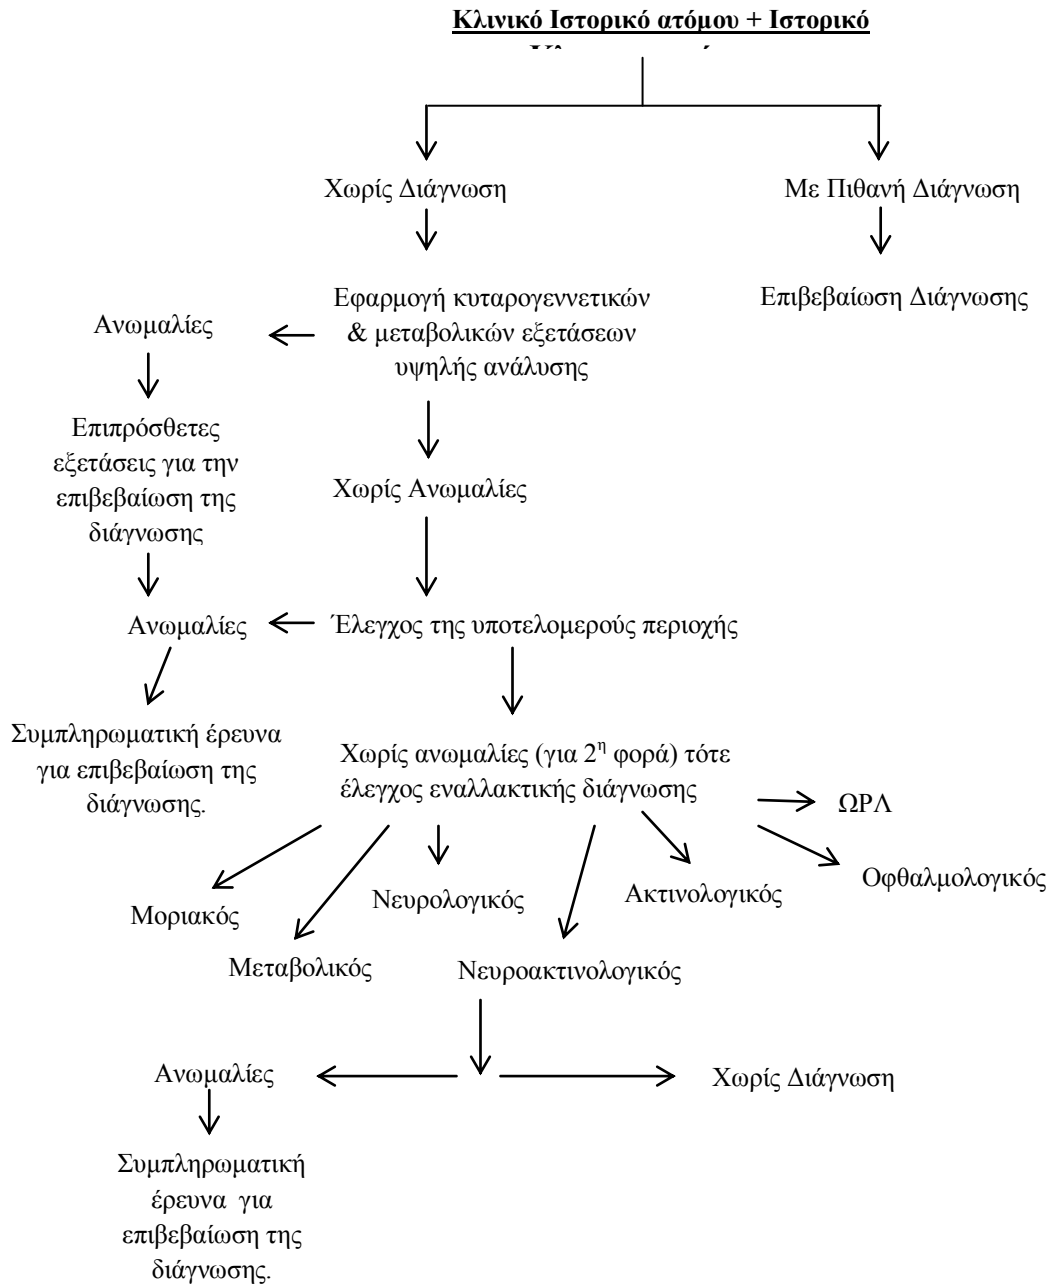 Κλινικό Ιστορικό ατόμου + Ιστορικό
Χωρίς Διάγνωση
Με Πιθανή Διάγνωση
Εφαρμογή κυταρογεννετικών
& μεταβολικών εξετάσεων
υψηλής ανάλυσης
Επιβεβαίωση Διάγνωσης
Ανωμαλίες
Επιπρόσθετες
εξετάσεις για την
επιβεβαίωση της
διάγνωσης
Χωρίς Ανωμαλίες
Ανωμαλίες
Έλεγχος της υποτελομερούς περιοχής
Συμπληρωματική έρευνα
για επιβεβαίωση της
διάγνωσης.
Χωρίς ανωμαλίες (για 2η φορά) τότε
έλεγχος εναλλακτικής διάγνωσης
ΩΡΛ
Οφθαλμολογικός
Ακτινολογικός
Νευρολογικός
Μοριακός
Μεταβολικός
Νευροακτινολογικός
Ανωμαλίες
Χωρίς Διάγνωση
Συμπληρωματική
έρευνα για
επιβεβαίωση της
διάγνωσης.